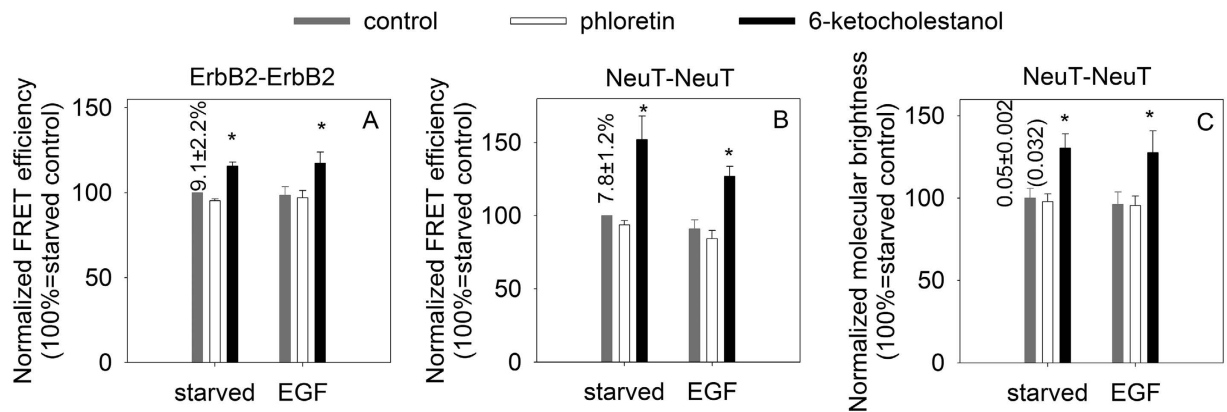 control phloretin 6-ketocholestanol
ErbB2-ErbB2
A
Normalized FRET efficiency
(100%=starved control)
150
100
50
0
9.1±2.2%
*
*
starved EGF
NeuT-NeuT
B
Normalized FRET efficiency
(100%=starved control)
150
100
50
0
7.8±1.2%
*
*
starved EGF
NeuT-NeuT
C
Normalized molecular brightness
(100%=starved control)
150
100
50
0
0.05±0.002
(0.032)
*
*
starved EGF